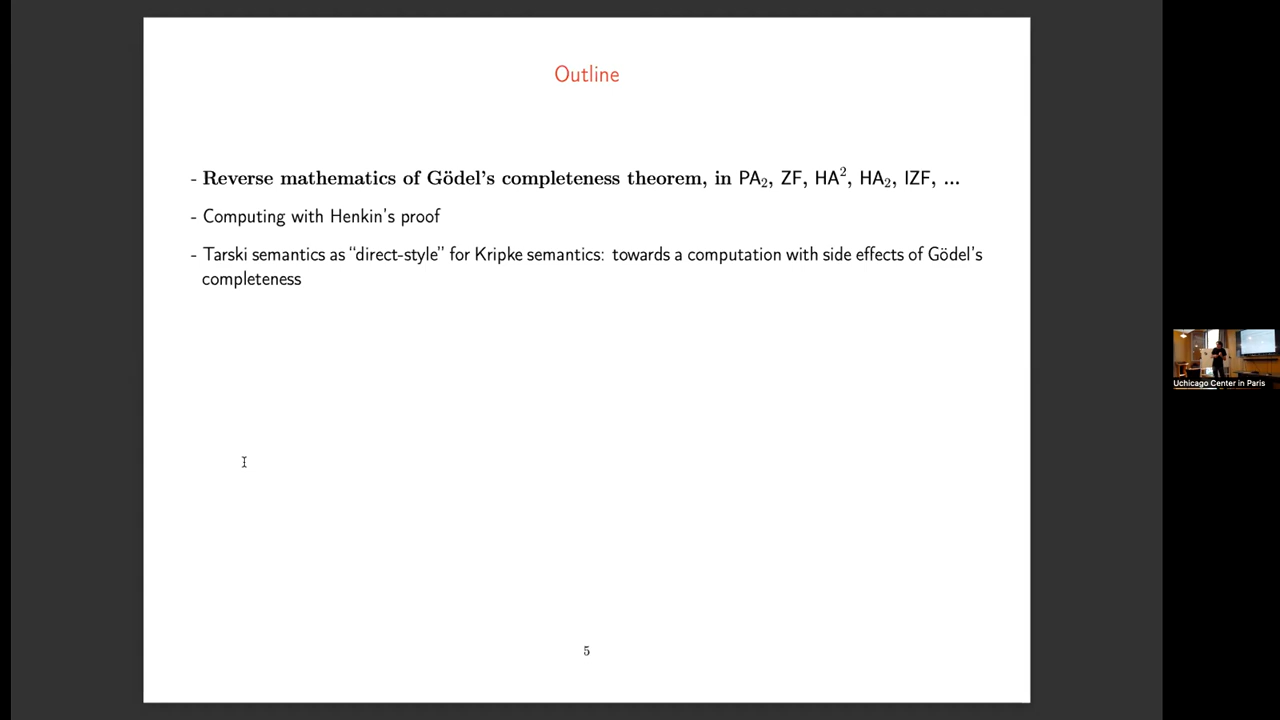 Outline
- Reverse mathematics of Gödel's completeness theorem, in PA₂, ZF, HA², HA₂, IZF, ...
- Computing with Henkin's proof
- Tarski semantics as “direct-style” for Kripke semantics: towards a computation with side effects of Gödel's
completeness
5
Uchicago Center in Paris